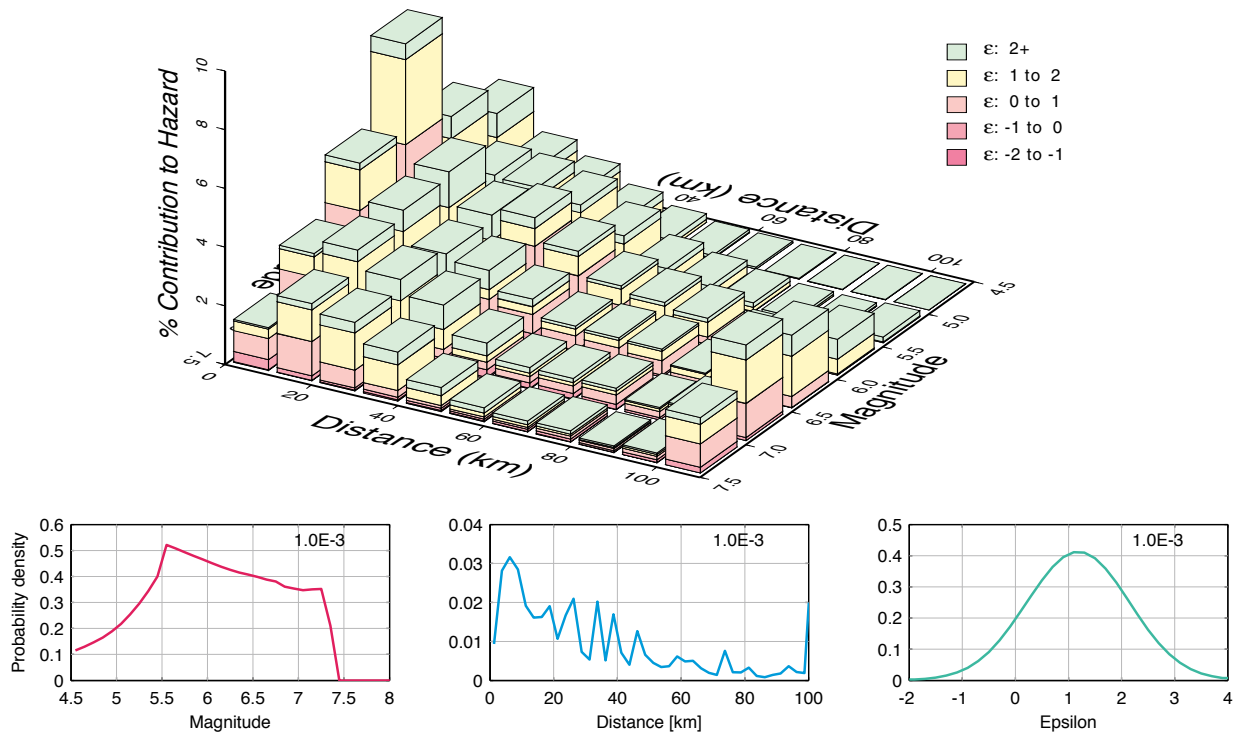 ε: 2+
ε: 1 to 2
ε: 0 to 1
ε: -1 to 0
ε: -2 to -1
% Contribution to Hazard
10
8
6
4
2
Distance (km)
40
60
80
100
4.5
5.0
5.5
6.0
6.5
7.0
7.5
Magnitude
7.5
0
20
40
60
80
100
Distance (km)
Probability density
0.6
0.5
0.4
0.3
0.2
0.1
0
1.0E-3
4.5 5 5.5 6 6.5 7 7.5 8
Magnitude
0.04
0.03
0.02
0.01
0
1.0E-3
0 20 40 60 80 100
Distance [km]
0.5
0.4
0.3
0.2
0.1
0
1.0E-3
-2 -1 0 1 2 3 4
Epsilon